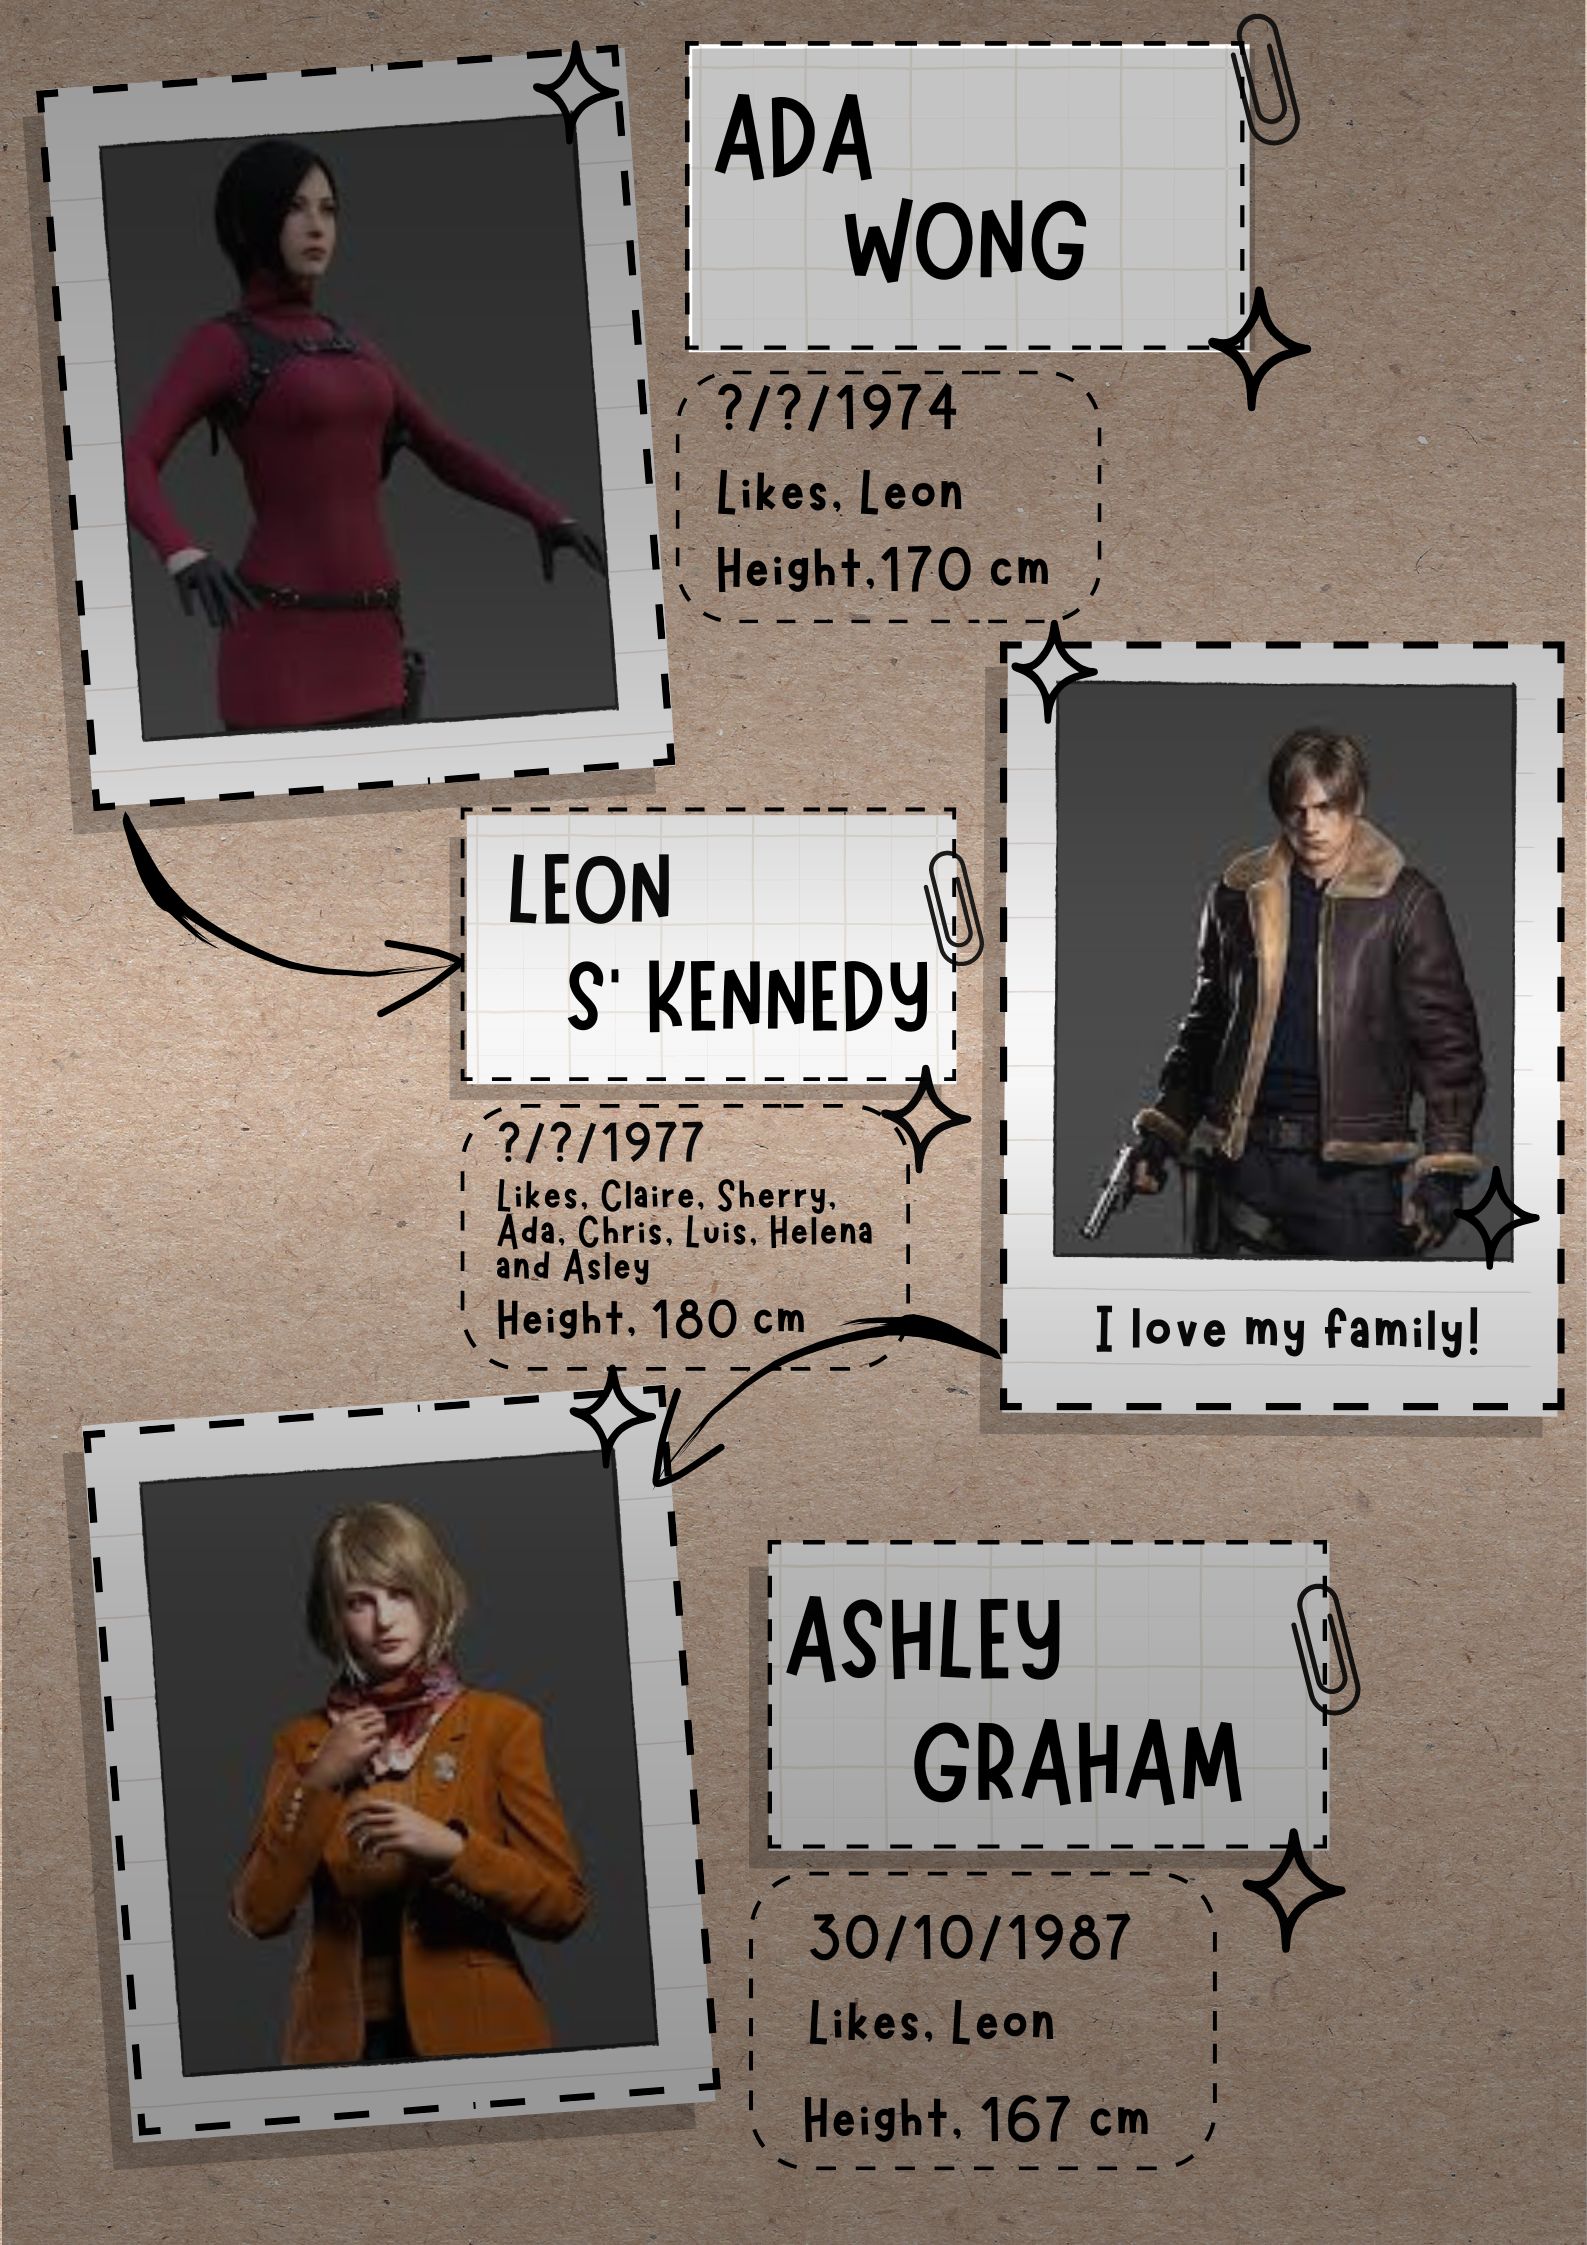 ADA
WONG
?/?/1974
Likes, Leon
Height,170 cm
LEON
S' KENNEDY
?/?/1977
Likes, Claire, Sherry,
Ada, Chris, Luis, Helena
and Asley
Height, 180 cm
I love my family!
ASHLEY
GRAHAM
30/10/1987
Likes, Leon
Height, 167 cm